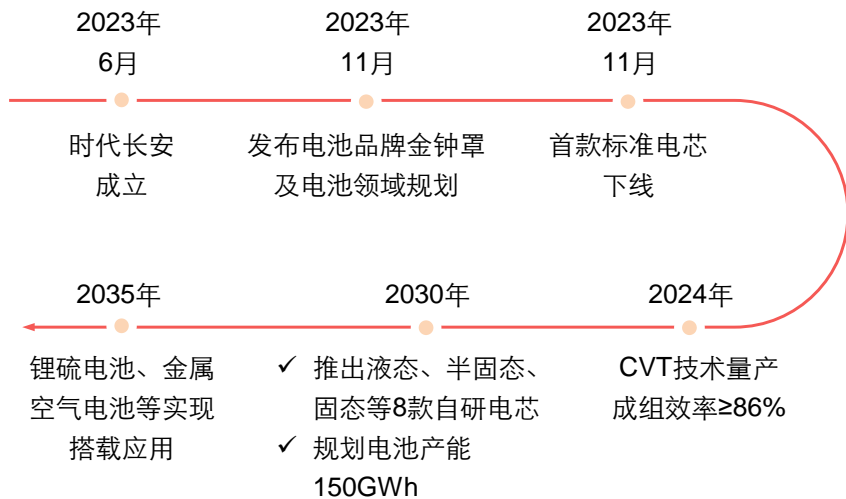 2023年
6月
2023年
11月
2023年
11月
时代长安
成立
发布电池品牌金钟罩
及电池领域规划
首款标准电芯
下线
2035年
2030年
2024年
锂硫电池、金属
空气电池等实现
搭载应用
✓ 推出液态、半固态、
固态等8款自研电芯
✓ 规划电池产能
150GWh
CVT技术量产
成组效率≥86%